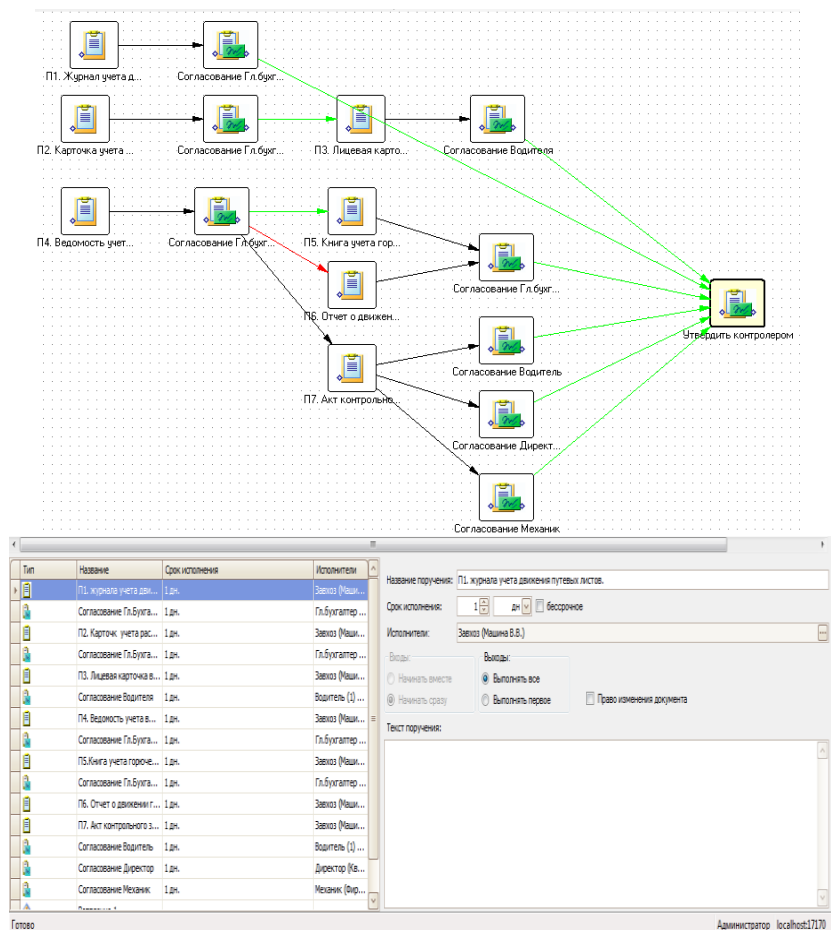 П1. Журнал учета д...
Согласование Гл.бухг...
П2. Карточка учета ...
Согласование Гл.бухг...
П3. Лицевая карто...
Согласование Водителя
П4. Ведомость учет...
Согласование Гл.бухг...
П5. Книга учета гор...
Согласование Гл.бухг...
П6. Отчет о движен...
Утвердить контролером
Согласование Водитель
П7. Акт контрольно...
Согласование Директ...
Согласование Механик
Тип Название Срок исполнения Исполнители
П1. журнала учета дви... 1 дн. Завхоз (Маши...
Согласование Гл.Бухга... 1 дн. Гл.бухгалтер ...
П2. Карточк учета рас... 1 дн. Завхоз (Маши...
Согласование Гл.Бухга... 1 дн. Гл.бухгалтер ...
П3. Лицевая карточка в... 1 дн. Завхоз (Маши...
Согласование Водителя 1 дн. Водитель (1) ...
П4. Ведомость учета в... 1 дн. Завхоз (Маши...
Согласование Гл.Бухга... 1 дн. Гл.бухгалтер ...
П5.Книга учета горюче... 1 дн. Завхоз (Маши...
Согласование Гл.Бухга... 1 дн. Гл.бухгалтер ...
П6. Отчет о движении г... 1 дн. Завхоз (Маши...
П7. Акт контрольного з... 1 дн. Завхоз (Маши...
Согласование Водитель 1 дн. Водитель (1) ...
Согласование Директор 1 дн. Директор (Кв...
Согласование Механик 1 дн. Механик (Фир...
Название поручения: П1. журнала учета движения путевых листов.
Срок исполнения: 1 дн бессрочное
Исполнители: Завхоз (Машина В.В.)
Входы: Выходы:
Начинать вместе Выполнять все
Начинать сразу Выполнять первое Право изменения документа
Текст поручения:
Готово Администратор localhost:17170